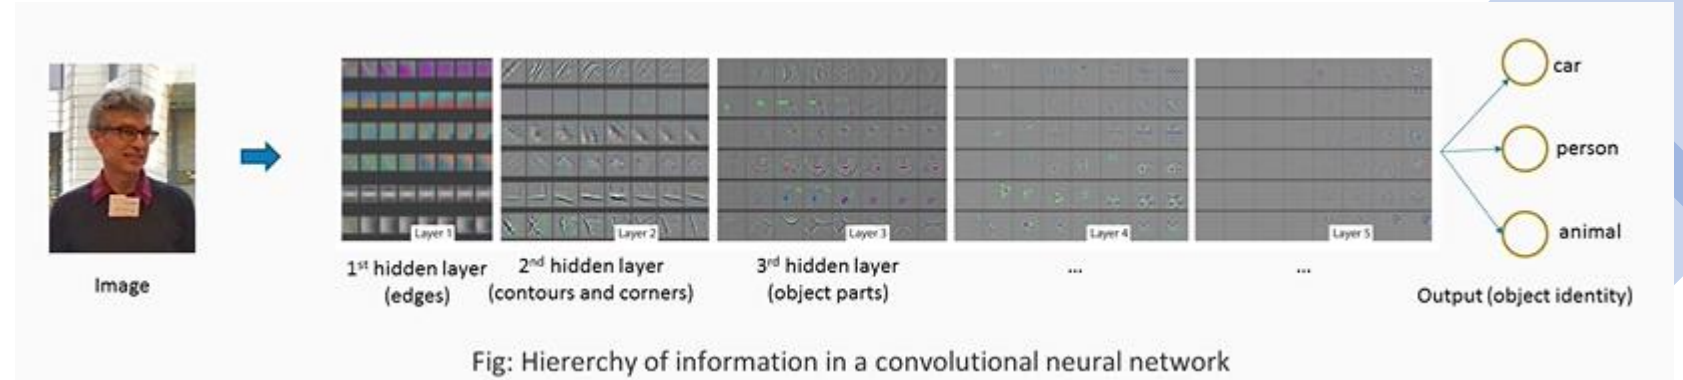 car
person
animal
Layer 1
Layer 2
Layer 3
Layer 4
Layer 5
Image
1st hidden layer
(edges)
2nd hidden layer
(contours and corners)
3rd hidden layer
(object parts)
...
...
Output (object identity)
Fig: Hiererchy of information in a convolutional neural network